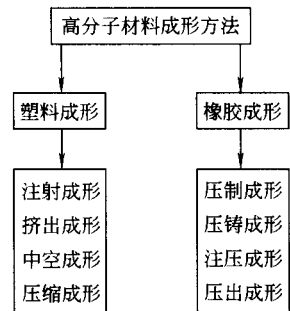 高分子材料成形方法
塑料成形
橡胶成形
注射成形
挤出成形
中空成形
压缩成形
压制成形
压铸成形
注压成形
压出成形